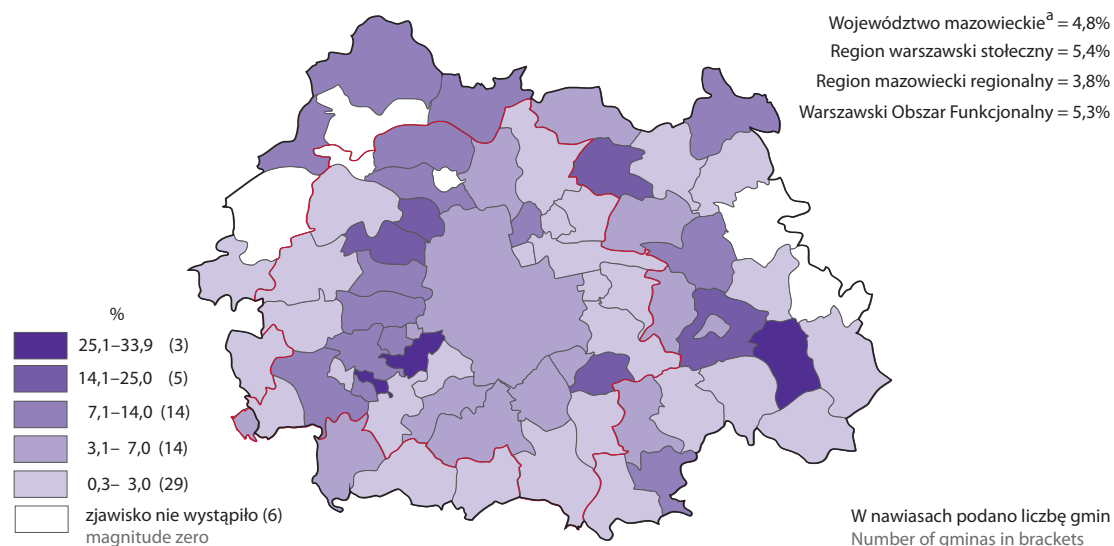 Województwo mazowieckieᵃ = 4,8%
Region warszawski stołeczny = 5,4%
Region mazowiecki regionalny = 3,8%
Warszawski Obszar Funkcjonalny = 5,3%
%
25,1–33,9 (3)
14,1–25,0 (5)
7,1–14,0 (14)
3,1– 7,0 (14)
0,3– 3,0 (29)
zjawisko nie wystąpiło (6)
magnitude zero
W nawiasach podano liczbę gmin
Number of gminas in brackets